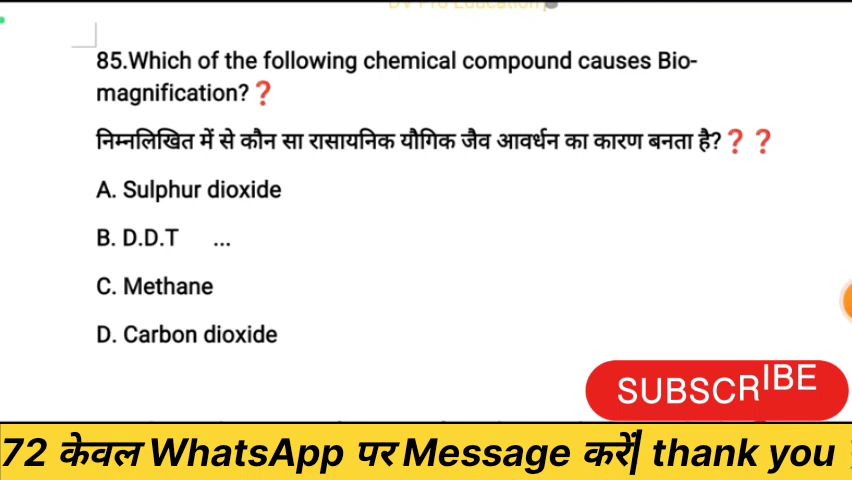 85.Which of the following chemical compound causes Bio-
magnification?❓
निम्नलिखित में से कौन सा रासायनिक यौगिक जैव आवर्धन का कारण बनता है?❓❓
A. Sulphur dioxide
B. D.D.T ...
C. Methane
D. Carbon dioxide
SUBSCRIBE
72 केवल WhatsApp पर Message करें| thank you